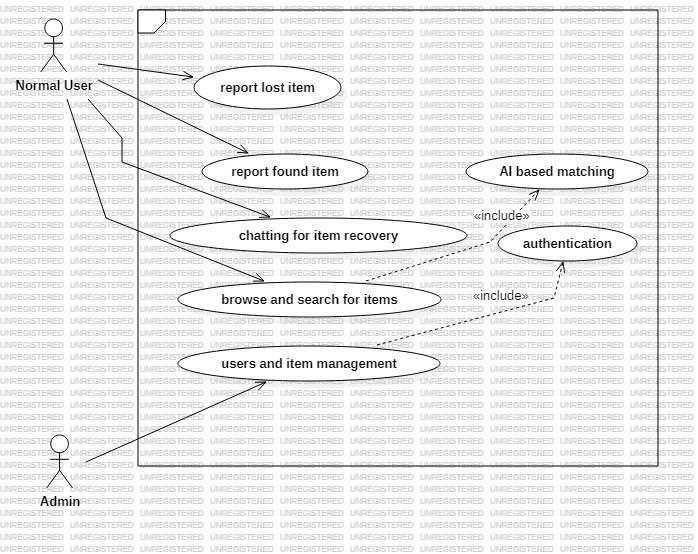 Normal User
report lost item
report found item
AI based matching
«include»
chatting for item recovery
authentication
browse and search for items
«include»
users and item management
Admin
UNREGISTERED